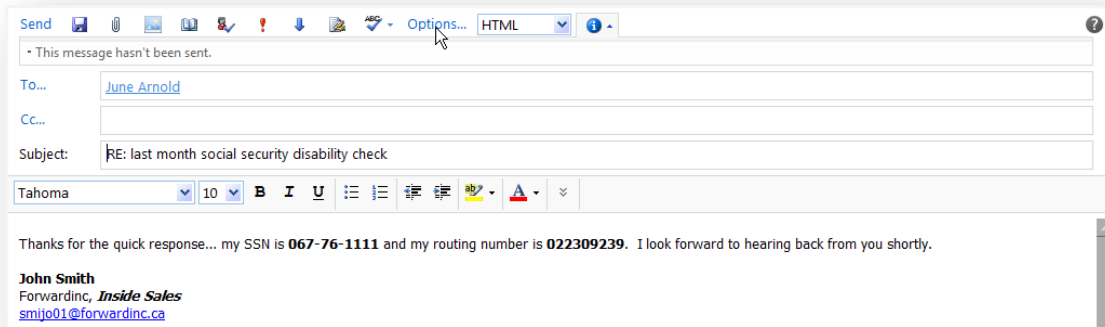 Send Options... HTML
• This message hasn't been sent.
To... June Arnold
Cc...
Subject: RE: last month social security disability check
Tahoma 10 B I U A
Thanks for the quick response... my SSN is 067-76-1111 and my routing number is 022309239. I look forward to hearing back from you shortly.
John Smith
Forwardinc, Inside Sales
smijo01@forwardinc.ca